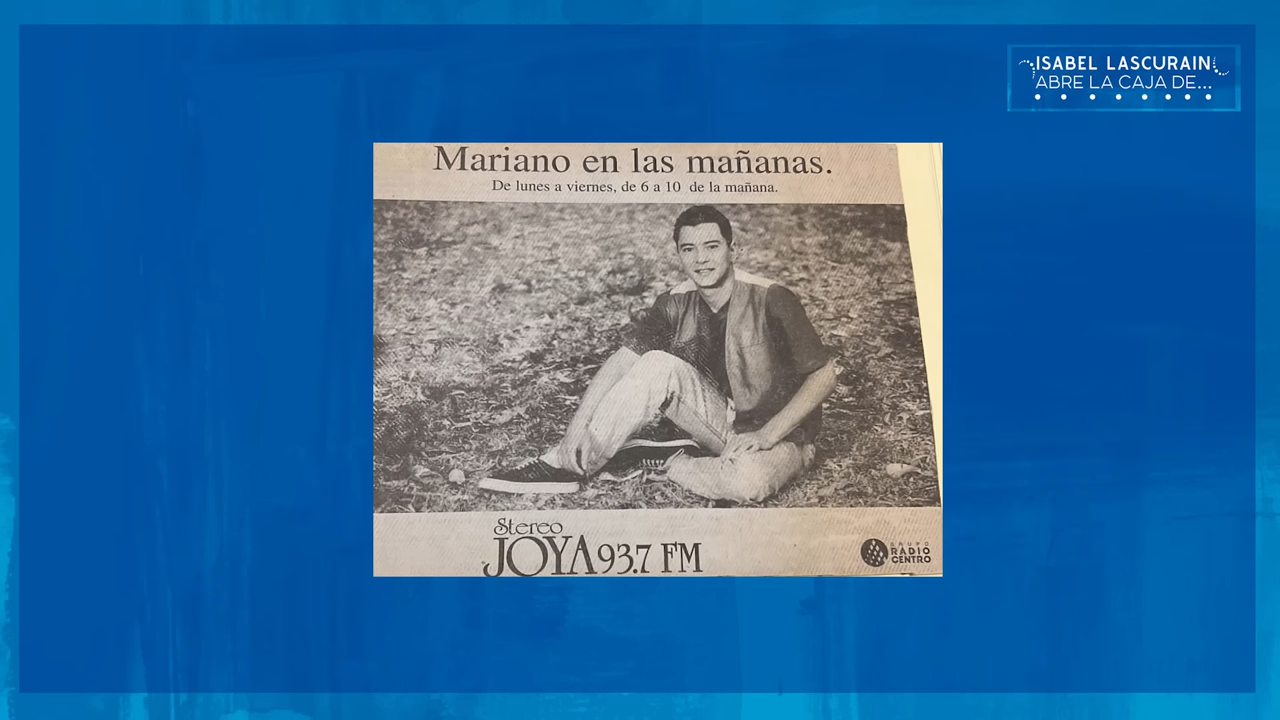 ISABEL LASCURAIN
ABRE LA CAJA DE...
Mariano en las mañanas.
De lunes a viernes, de 6 a 10 de la mañana.
Stereo
JOYA 93.7 FM
GRUPO
RADIO
CENTRO